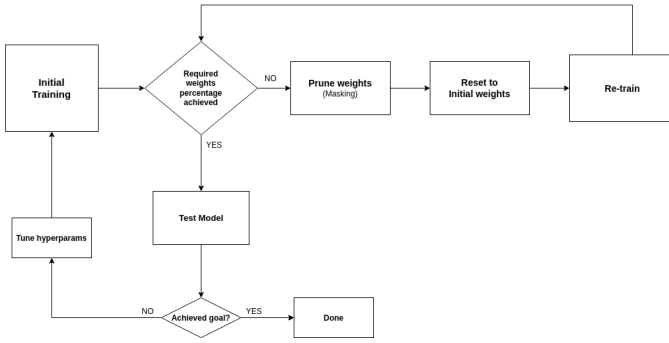 Initial
Training
Required
weights
percentage
achieved
NO
Prune weights
(Masking)
Reset to
Initial weights
Re-train
YES
Test Model
Tune hyperparams
NO
Achieved goal?
YES
Done